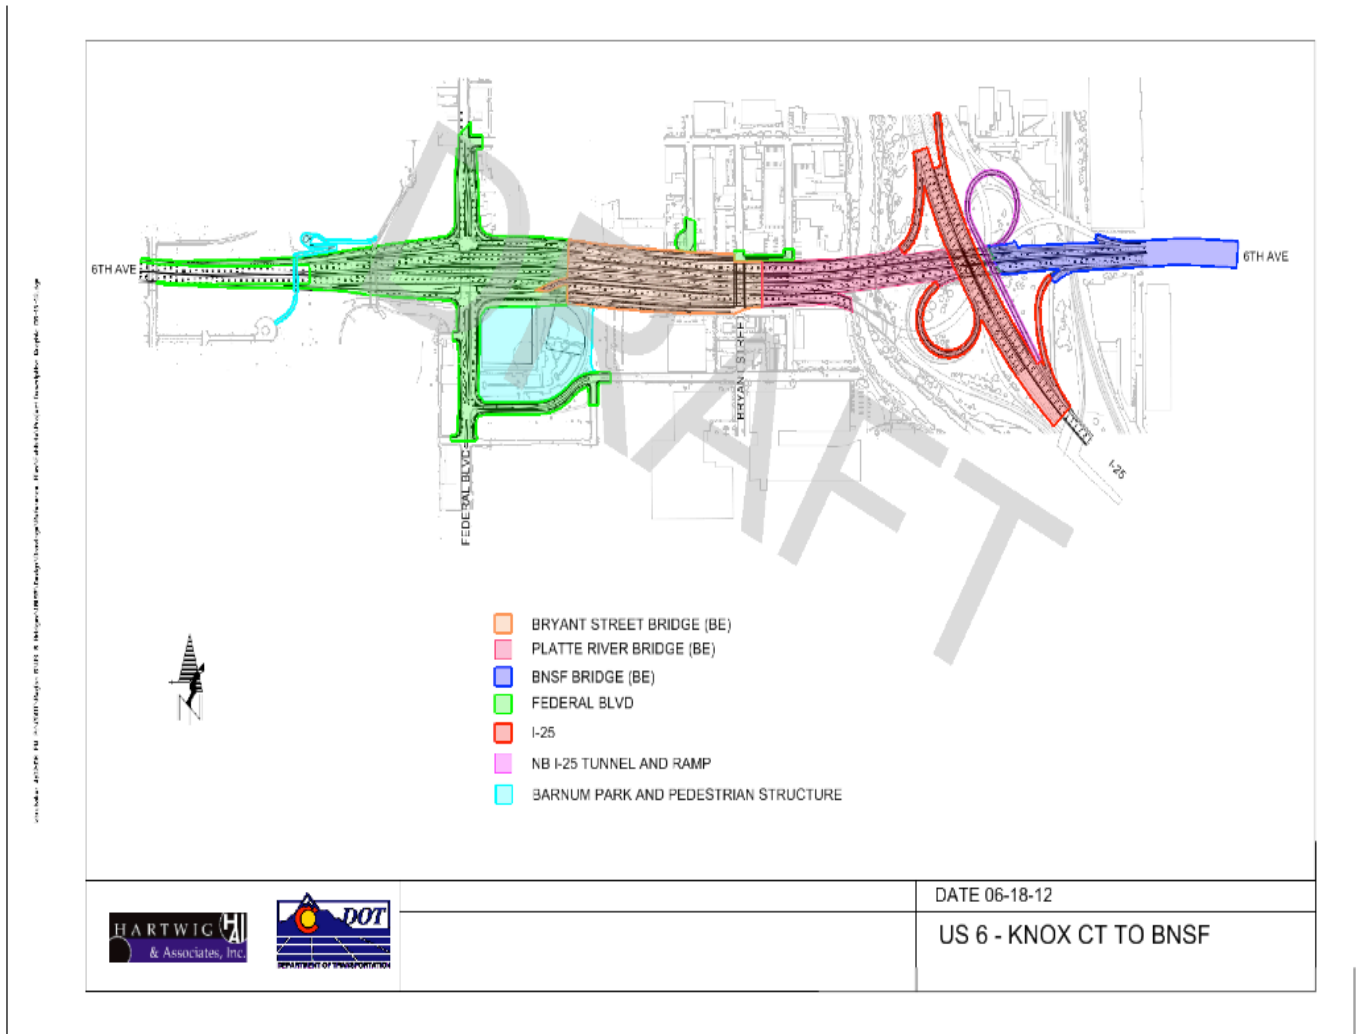 DRAFT
6TH AVE
6TH AVE
BRYANT STREET
FEDERAL BLVD
I-25
BRYANT STREET BRIDGE (BE)
PLATTE RIVER BRIDGE (BE)
BNSF BRIDGE (BE)
FEDERAL BLVD
I-25
NB I-25 TUNNEL AND RAMP
BARNUM PARK AND PEDESTRIAN STRUCTURE
N
HARTWIG HA
& Associates, Inc.
DOT
DEPARTMENT OF TRANSPORTATION
DATE 06-18-12
US 6 - KNOX CT TO BNSF